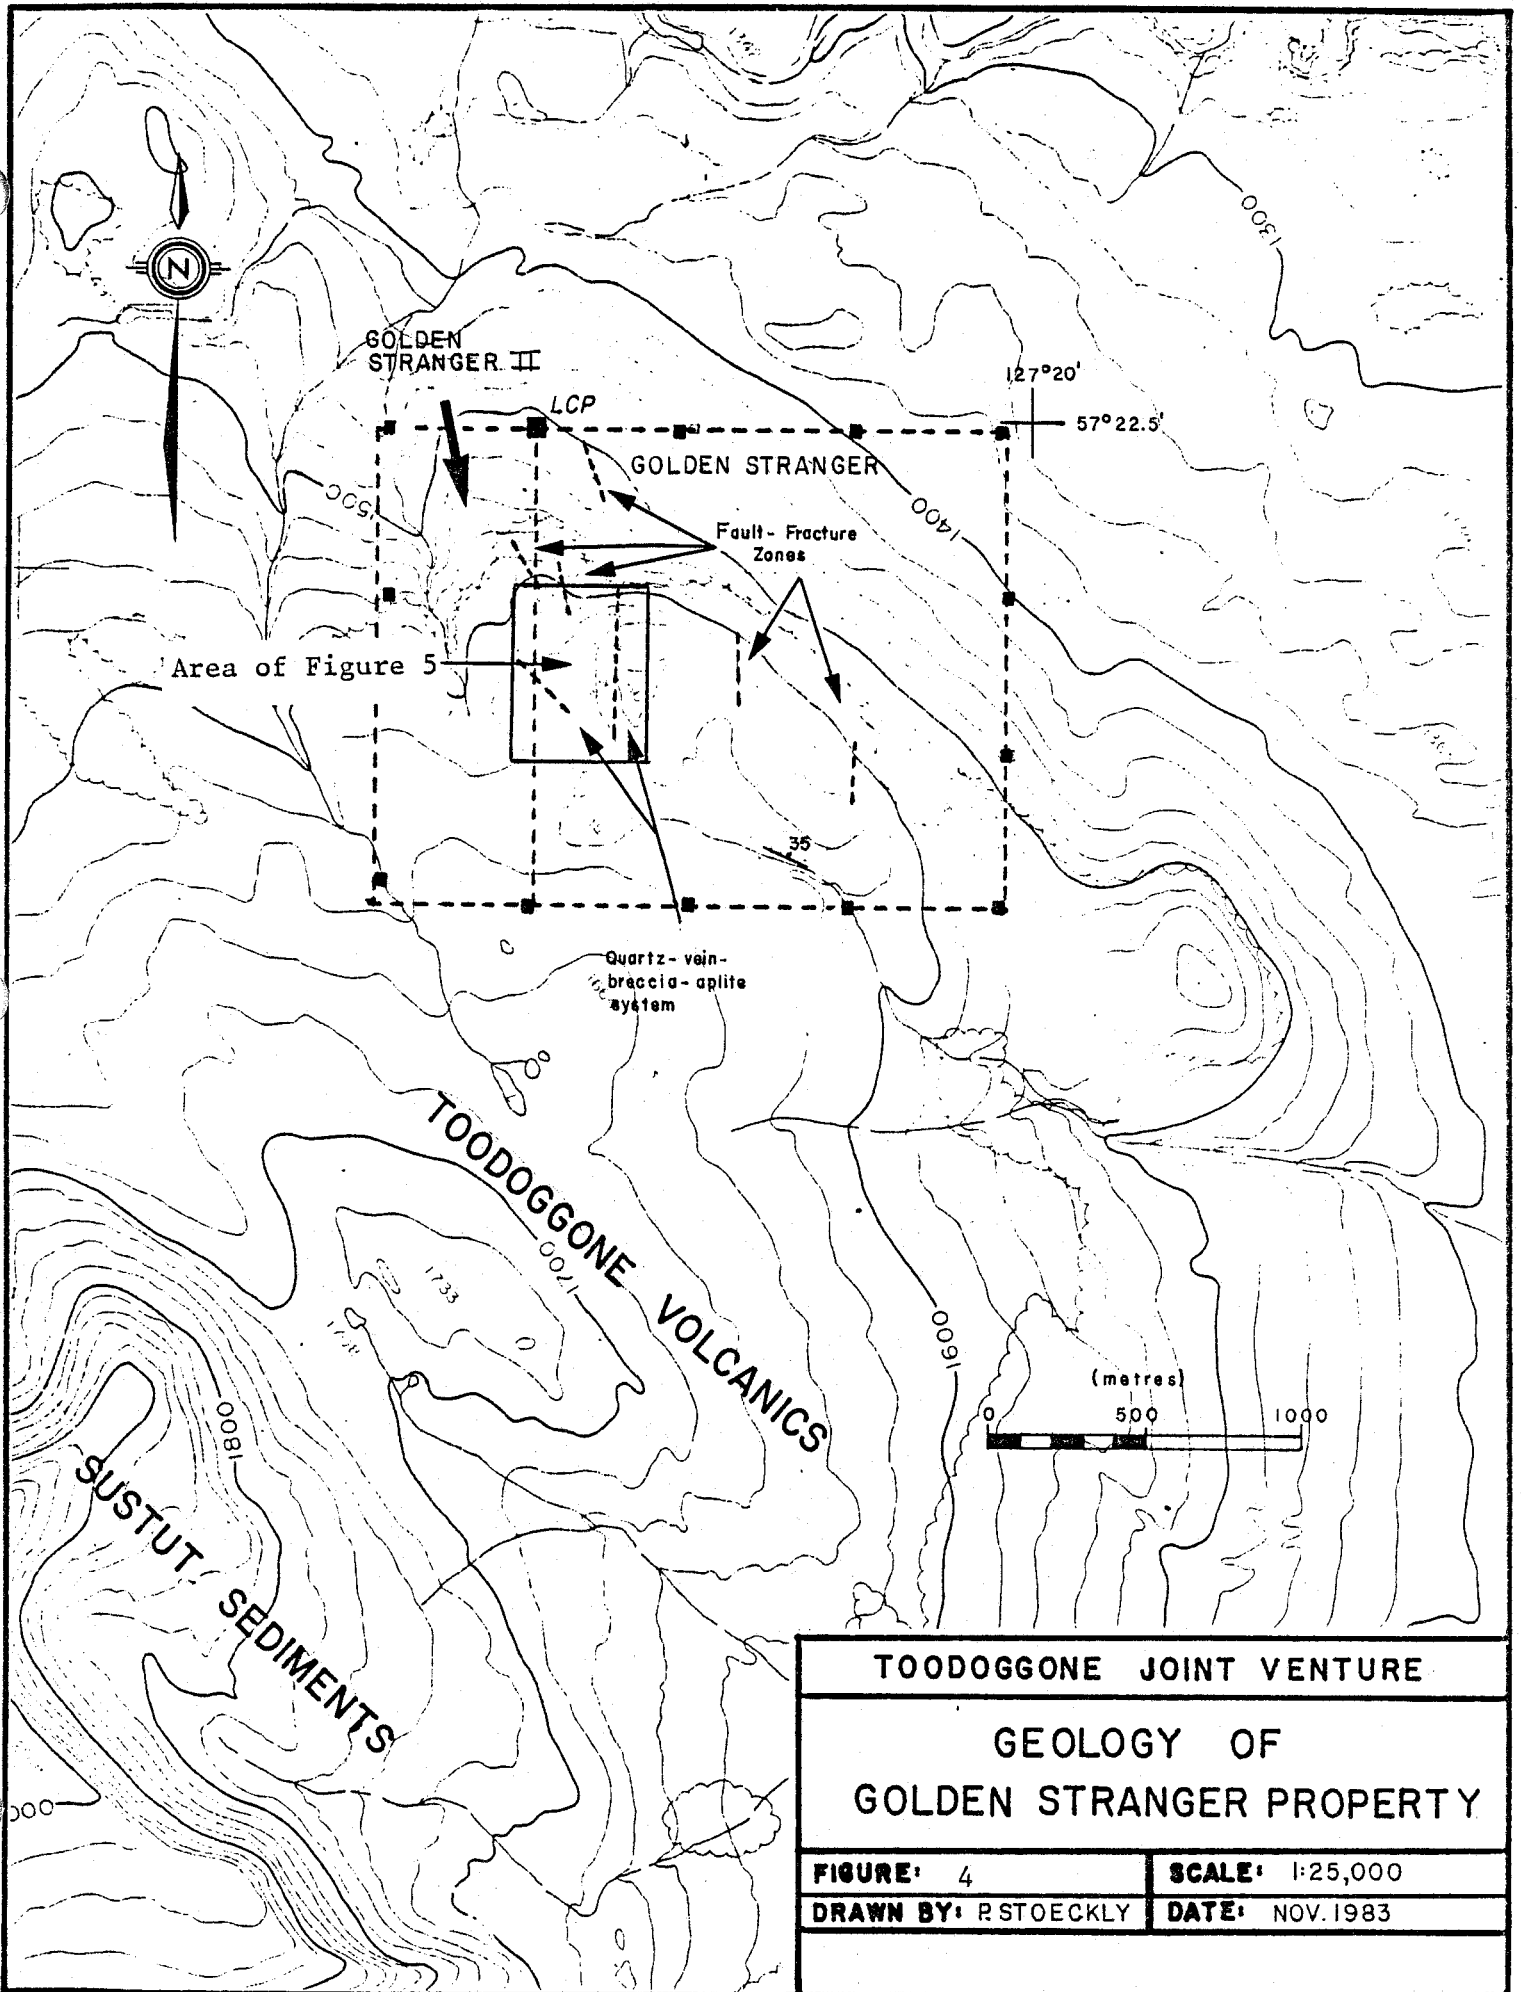 1300
N
GOLDEN
STRANGER II
127°20'
LCP
57°22.5'
GOLDEN STRANGER
1500
1400
Fault-Fracture
Zones
Area of Figure 5
35
Quartz-vein-
breccia-aplite
system
TOODOGGONE VOLCANICS
1700
1733
1600
(metres)
0 500 1000
1800
SUSTUT SEDIMENTS
TOODOGGONE JOINT VENTURE
GEOLOGY OF
GOLDEN STRANGER PROPERTY
FIGURE: 4
SCALE: 1:25,000
DRAWN BY: P. STOECKLY
DATE: NOV. 1983